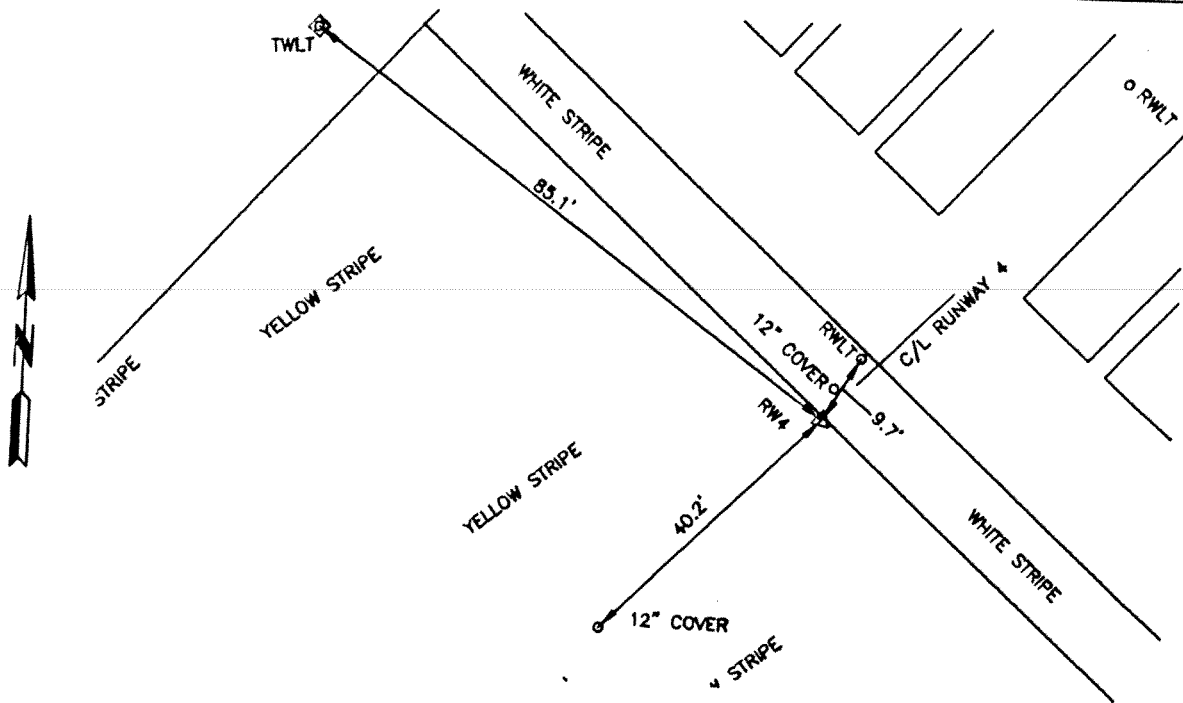 TWLT
WHITE STRIPE
RWLT
85.1'
YELLOW STRIPE
N
STRIPE
C/L RUNWAY 4
RWLT
12" COVER
RW4
9.7'
YELLOW STRIPE
40.2'
WHITE STRIPE
12" COVER
STRIPE